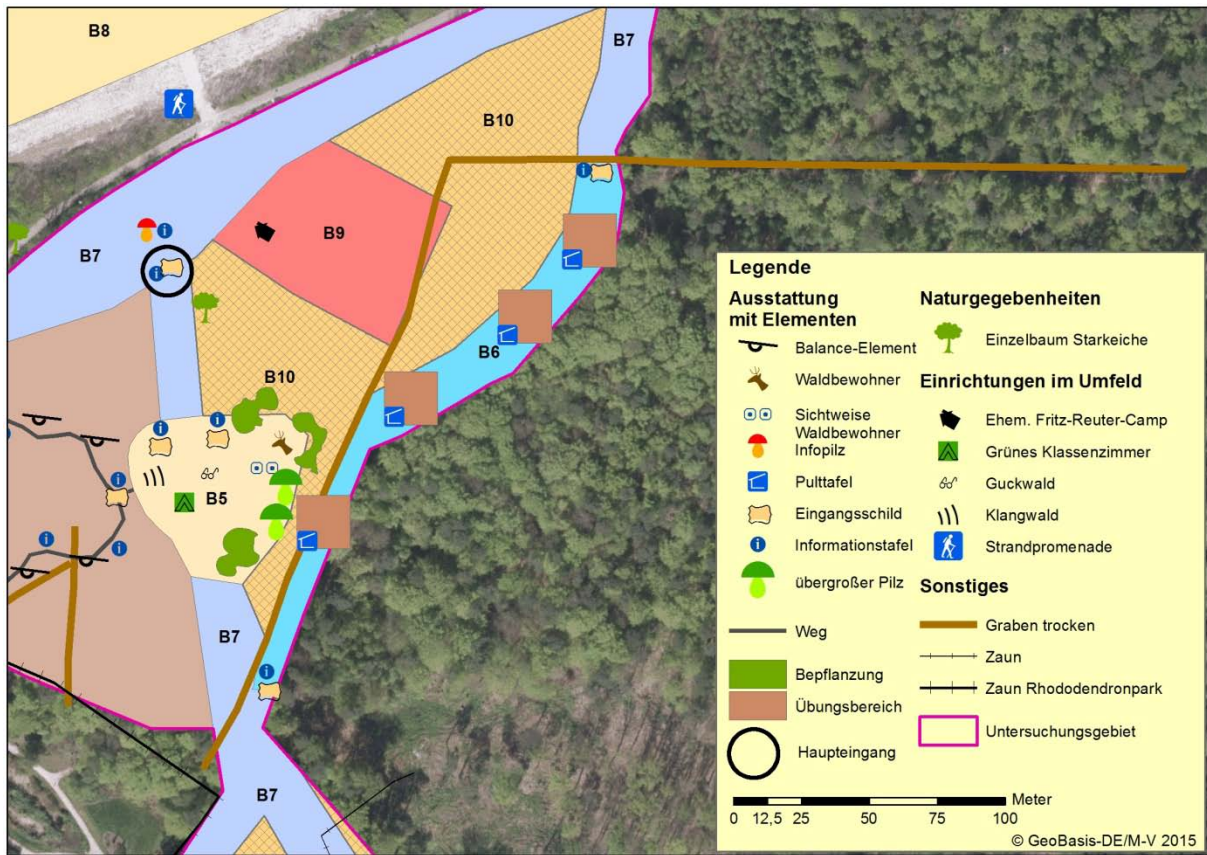 B8
B7
B10
B9
B7
B6
B10
B5
B7
B7
Legende
Ausstattung
mit Elementen
Balance-Element
Waldbewohner
Sichtweise
Waldbewohner
Infopilz
Pulttafel
Eingangsschild
Informationstafel
übergroßer Pilz
Weg
Bepflanzung
Übungsbereich
Haupteingang
Naturgegebenheiten
Einzelbaum Starkeiche
Einrichtungen im Umfeld
Ehem. Fritz-Reuter-Camp
Grünes Klassenzimmer
Guckwald
Klangwald
Strandpromenade
Sonstiges
Graben trocken
Zaun
Zaun Rhododendronpark
Untersuchungsgebiet
Meter
0 12,5 25 50 75 100
© GeoBasis-DE/M-V 2015